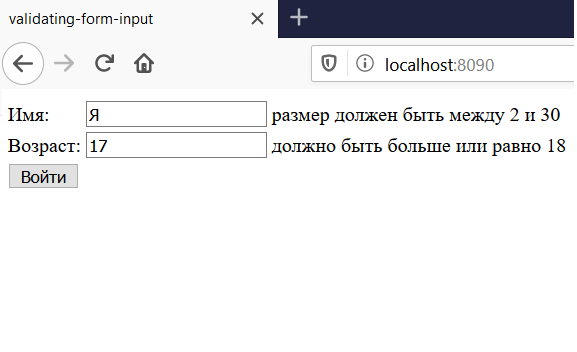 validating-form-input
localhost:8090
Имя: Я размер должен быть между 2 и 30
Возраст: 17 должно быть больше или равно 18
Войти